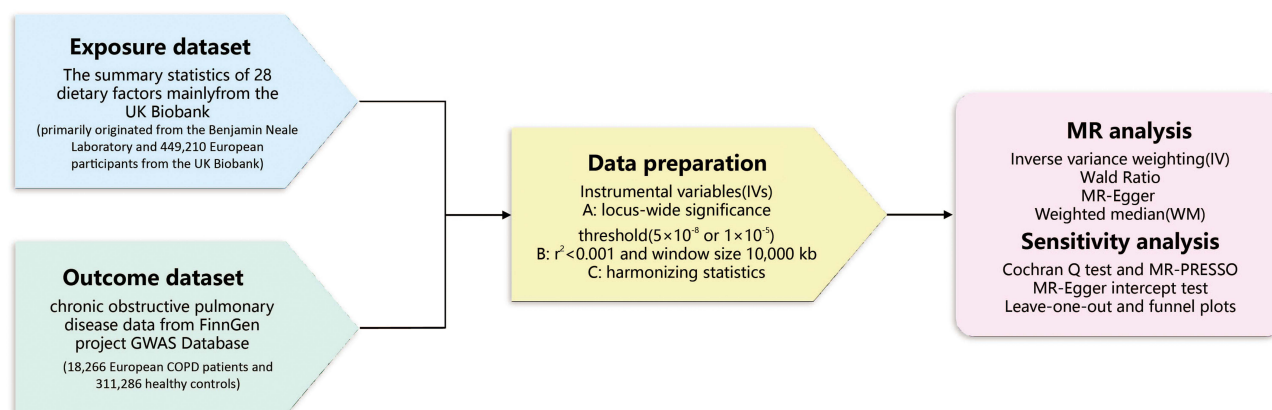 Exposure dataset
The summary statistics of 28
dietary factors mainlyfrom the
UK Biobank
(primarily originated from the Benjamin Neale
Laboratory and 449,210 European
participants from the UK Biobank)
Outcome dataset
chronic obstructive pulmonary
disease data from FinnGen
project GWAS Database
(18,266 European COPD patients and
311,286 healthy controls)
Data preparation
Instrumental variables(IVs)
A: locus-wide significance
threshold(5×10⁻⁸ or 1×10⁻⁵)
B: r²<0.001 and window size 10,000 kb
C: harmonizing statistics
MR analysis
Inverse variance weighting(IV)
Wald Ratio
MR-Egger
Weighted median(WM)
Sensitivity analysis
Cochran Q test and MR-PRESSO
MR-Egger intercept test
Leave-one-out and funnel plots